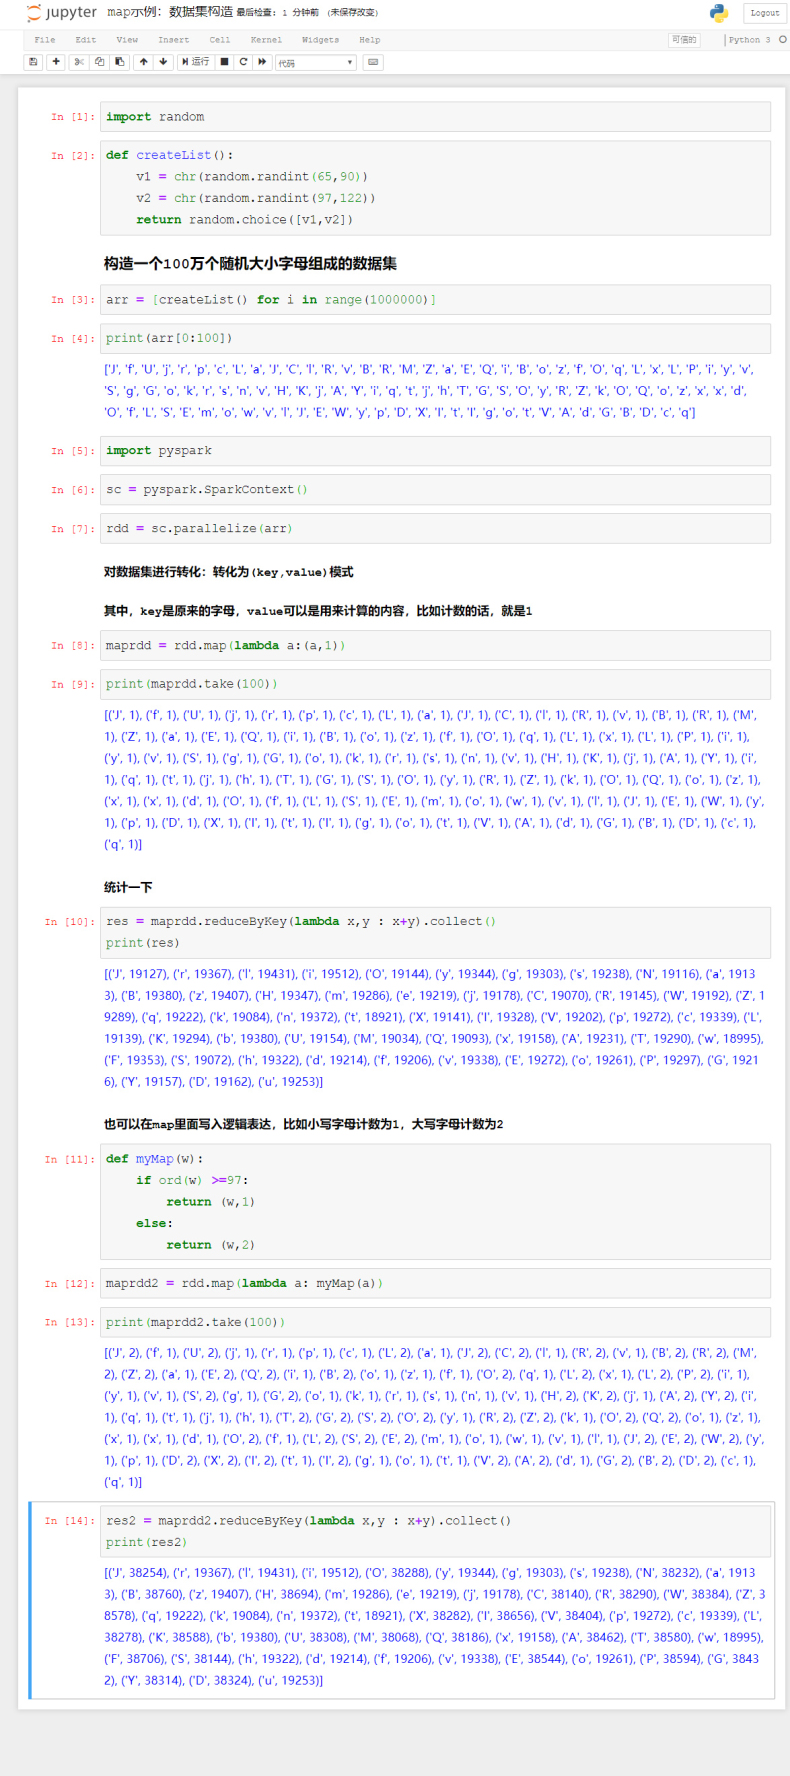 jupyter map示例：数据集构造 最后检查：1 分钟前 （未保存改变）
Logout
File Edit View Insert Cell Kernel Widgets Help
可信的 Python 3
运行 代码
In [1]: import random
In [2]: def createList():
v1 = chr(random.randint(65,90))
v2 = chr(random.randint(97,122))
return random.choice([v1,v2])
构造一个100万个随机大小字母组成的数据集
In [3]: arr = [createList() for i in range(1000000)]
In [4]: print(arr[0:100])
['J', 'f', 'U', 'j', 'r', 'p', 'c', 'L', 'a', 'J', 'C', 'l', 'R', 'v', 'B', 'R', 'M', 'Z', 'a', 'E', 'Q', 'i', 'B', 'o', 'z', 'f', 'O', 'q', 'L', 'x', 'L', 'P', 'i', 'y', 'v',
'S', 'g', 'G', 'o', 'k', 'r', 's', 'n', 'v', 'H', 'K', 'j', 'A', 'Y', 'i', 'q', 't', 'j', 'h', 'T', 'G', 'S', 'O', 'y', 'R', 'Z', 'k', 'O', 'Q', 'o', 'z', 'x', 'x', 'd',
'O', 'f', 'L', 'S', 'E', 'm', 'o', 'w', 'v', 'l', 'J', 'E', 'W', 'y', 'p', 'D', 'X', 'I', 't', 'I', 'g', 'o', 't', 'V', 'A', 'd', 'G', 'B', 'D', 'c', 'q']
In [5]: import pyspark
In [6]: sc = pyspark.SparkContext()
In [7]: rdd = sc.parallelize(arr)
对数据集进行转化：转化为(key,value)模式
其中，key是原来的字母，value可以是用来计算的内容，比如计数的话，就是1
In [8]: maprdd = rdd.map(lambda a:(a,1))
In [9]: print(maprdd.take(100))
[('J', 1), ('f', 1), ('U', 1), ('j', 1), ('r', 1), ('p', 1), ('c', 1), ('L', 1), ('a', 1), ('J', 1), ('C', 1), ('l', 1), ('R', 1), ('v', 1), ('B', 1), ('R', 1), ('M',
1), ('Z', 1), ('a', 1), ('E', 1), ('Q', 1), ('i', 1), ('B', 1), ('o', 1), ('z', 1), ('f', 1), ('O', 1), ('q', 1), ('L', 1), ('x', 1), ('L', 1), ('P', 1), ('i', 1),
('y', 1), ('v', 1), ('S', 1), ('g', 1), ('G', 1), ('o', 1), ('k', 1), ('r', 1), ('s', 1), ('n', 1), ('v', 1), ('H', 1), ('K', 1), ('j', 1), ('A', 1), ('Y', 1), ('i',
1), ('q', 1), ('t', 1), ('j', 1), ('h', 1), ('T', 1), ('G', 1), ('S', 1), ('O', 1), ('y', 1), ('R', 1), ('Z', 1), ('k', 1), ('O', 1), ('Q', 1), ('o', 1), ('z', 1),
('x', 1), ('x', 1), ('d', 1), ('O', 1), ('f', 1), ('L', 1), ('S', 1), ('E', 1), ('m', 1), ('o', 1), ('w', 1), ('v', 1), ('l', 1), ('J', 1), ('E', 1), ('W', 1), ('y',
1), ('p', 1), ('D', 1), ('X', 1), ('I', 1), ('t', 1), ('I', 1), ('g', 1), ('o', 1), ('t', 1), ('V', 1), ('A', 1), ('d', 1), ('G', 1), ('B', 1), ('D', 1), ('c', 1),
('q', 1)]
统计一下
In [10]: res = maprdd.reduceByKey(lambda x,y : x+y).collect()
print(res)
[('J', 19127), ('r', 19367), ('l', 19431), ('i', 19512), ('O', 19144), ('y', 19344), ('g', 19303), ('s', 19238), ('N', 19116), ('a', 1913
3), ('B', 19380), ('z', 19407), ('H', 19347), ('m', 19286), ('e', 19219), ('j', 19178), ('C', 19070), ('R', 19145), ('W', 19192), ('Z', 1
9289), ('q', 19222), ('k', 19084), ('n', 19372), ('t', 18921), ('X', 19141), ('I', 19328), ('V', 19202), ('p', 19272), ('c', 19339), ('L',
19139), ('K', 19294), ('b', 19380), ('U', 19154), ('M', 19034), ('Q', 19093), ('x', 19158), ('A', 19231), ('T', 19290), ('w', 18995),
('F', 19353), ('S', 19072), ('h', 19322), ('d', 19214), ('f', 19206), ('v', 19338), ('E', 19272), ('o', 19261), ('P', 19297), ('G', 1921
6), ('Y', 19157), ('D', 19162), ('u', 19253)]
也可以在map里面写入逻辑表达，比如小写字母计数为1，大写字母计数为2
In [11]: def myMap(w):
if ord(w) >=97:
return (w,1)
else:
return (w,2)
In [12]: maprdd2 = rdd.map(lambda a: myMap(a))
In [13]: print(maprdd2.take(100))
[('J', 2), ('f', 1), ('U', 2), ('j', 1), ('r', 1), ('p', 1), ('c', 1), ('L', 2), ('a', 1), ('J', 2), ('C', 2), ('l', 1), ('R', 2), ('v', 1), ('B', 2), ('R', 2), ('M',
2), ('Z', 2), ('a', 1), ('E', 2), ('Q', 2), ('i', 1), ('B', 2), ('o', 1), ('z', 1), ('f', 1), ('O', 2), ('q', 1), ('L', 2), ('x', 1), ('L', 2), ('P', 2), ('i', 1),
('y', 1), ('v', 1), ('S', 2), ('g', 1), ('G', 2), ('o', 1), ('k', 1), ('r', 1), ('s', 1), ('n', 1), ('v', 1), ('H', 2), ('K', 2), ('j', 1), ('A', 2), ('Y', 2), ('i',
1), ('q', 1), ('t', 1), ('j', 1), ('h', 1), ('T', 2), ('G', 2), ('S', 2), ('O', 2), ('y', 1), ('R', 2), ('Z', 2), ('k', 1), ('O', 2), ('Q', 2), ('o', 1), ('z', 1),
('x', 1), ('x', 1), ('d', 1), ('O', 2), ('f', 1), ('L', 2), ('S', 2), ('E', 2), ('m', 1), ('o', 1), ('w', 1), ('v', 1), ('l', 1), ('J', 2), ('E', 2), ('W', 2), ('y',
1), ('p', 1), ('D', 2), ('X', 2), ('I', 2), ('t', 1), ('I', 2), ('g', 1), ('o', 1), ('t', 1), ('V', 2), ('A', 2), ('d', 1), ('G', 2), ('B', 2), ('D', 2), ('c', 1),
('q', 1)]
In [14]: res2 = maprdd2.reduceByKey(lambda x,y : x+y).collect()
print(res2)
[('J', 38254), ('r', 19367), ('l', 19431), ('i', 19512), ('O', 38288), ('y', 19344), ('g', 19303), ('s', 19238), ('N', 38232), ('a', 1913
3), ('B', 38760), ('z', 19407), ('H', 38694), ('m', 19286), ('e', 19219), ('j', 19178), ('C', 38140), ('R', 38290), ('W', 38384), ('Z', 3
8578), ('q', 19222), ('k', 19084), ('n', 19372), ('t', 18921), ('X', 38282), ('I', 38656), ('V', 38404), ('p', 19272), ('c', 19339), ('L',
38278), ('K', 38588), ('b', 19380), ('U', 38308), ('M', 38068), ('Q', 38186), ('x', 19158), ('A', 38462), ('T', 38580), ('w', 18995),
('F', 38706), ('S', 38144), ('h', 19322), ('d', 19214), ('f', 19206), ('v', 19338), ('E', 38544), ('o', 19261), ('P', 38594), ('G', 3843
2), ('Y', 38314), ('D', 38324), ('u', 19253)]